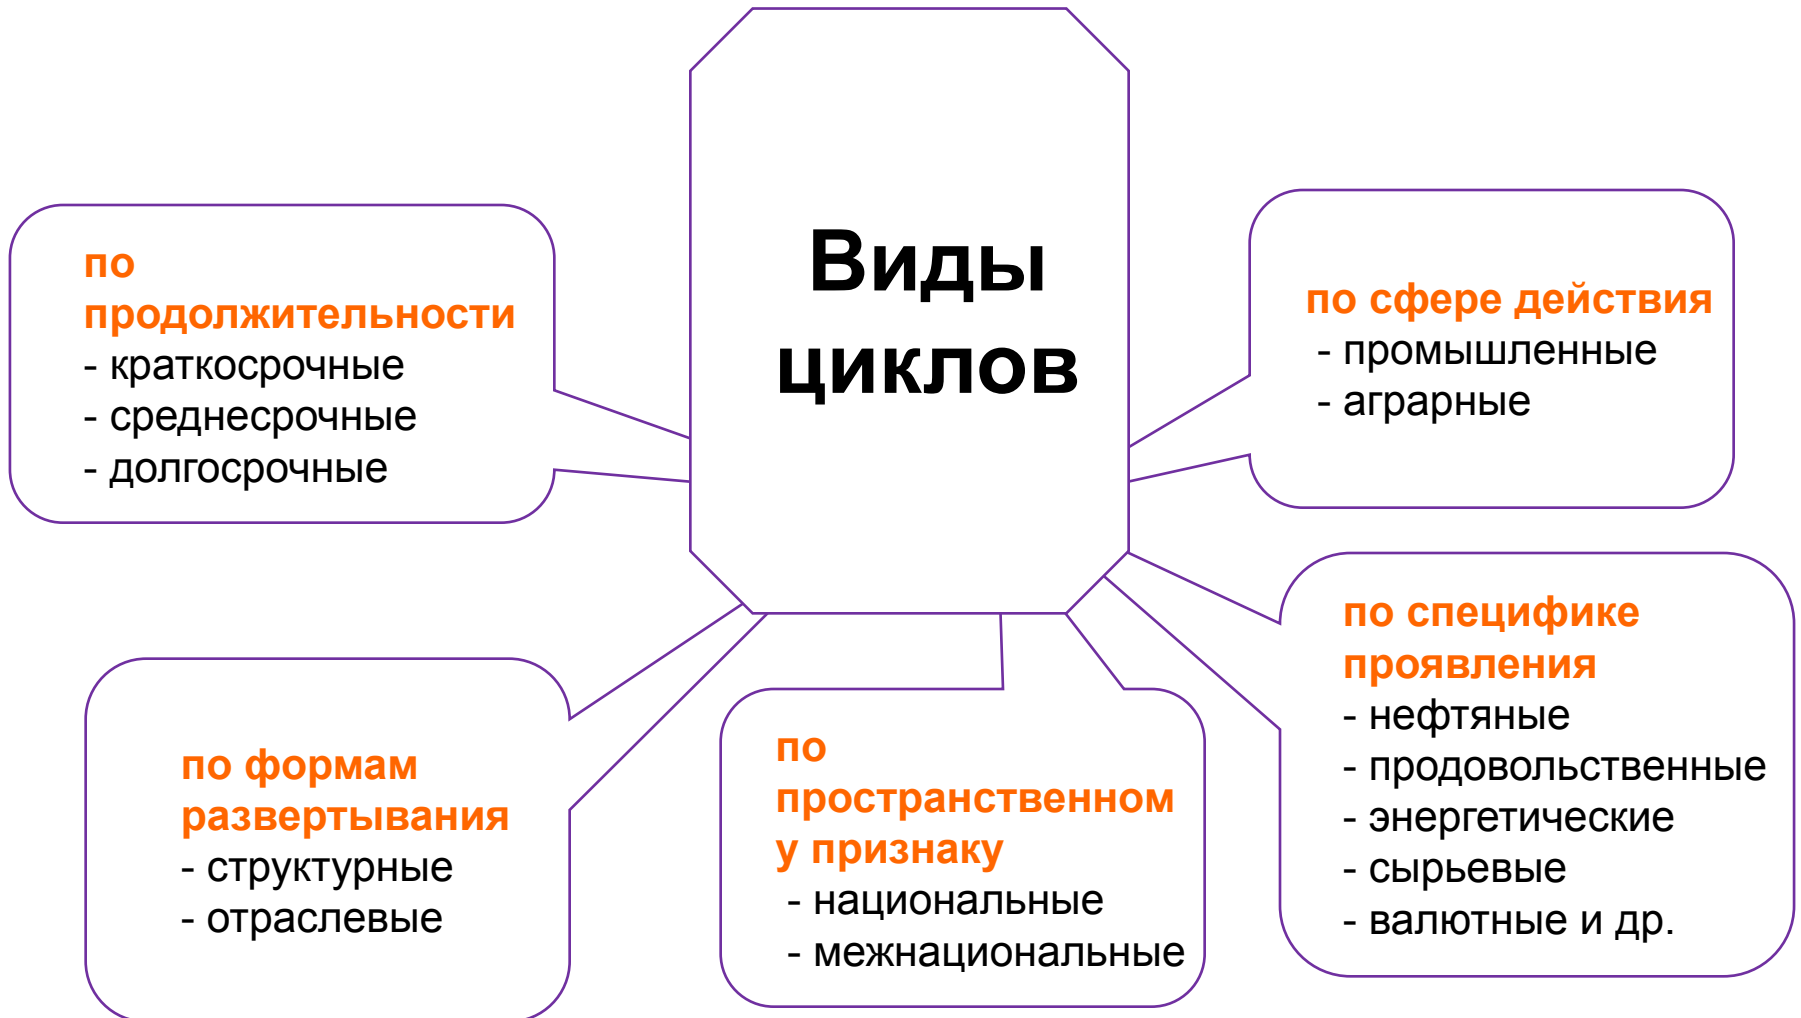 Виды
циклов
по
продолжительности
- краткосрочные
- среднесрочные
- долгосрочные
по сфере действия
- промышленные
- аграрные
по формам
развертывания
- структурные
- отраслевые
по
пространственном
у признаку
- национальные
- межнациональные
по специфике
проявления
- нефтяные
- продовольственные
- энергетические
- сырьевые
- валютные и др.